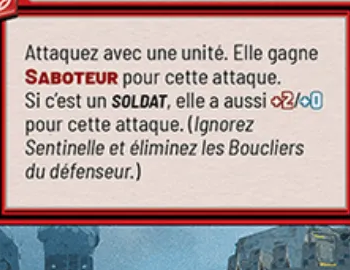 Attaquez avec une unité. Elle gagne
SABOTEUR pour cette attaque.
Si c'est un SOLDAT, elle a aussi +2/+0
pour cette attaque. (Ignorez
Sentinelle et éliminez les Boucliers
du défenseur.)